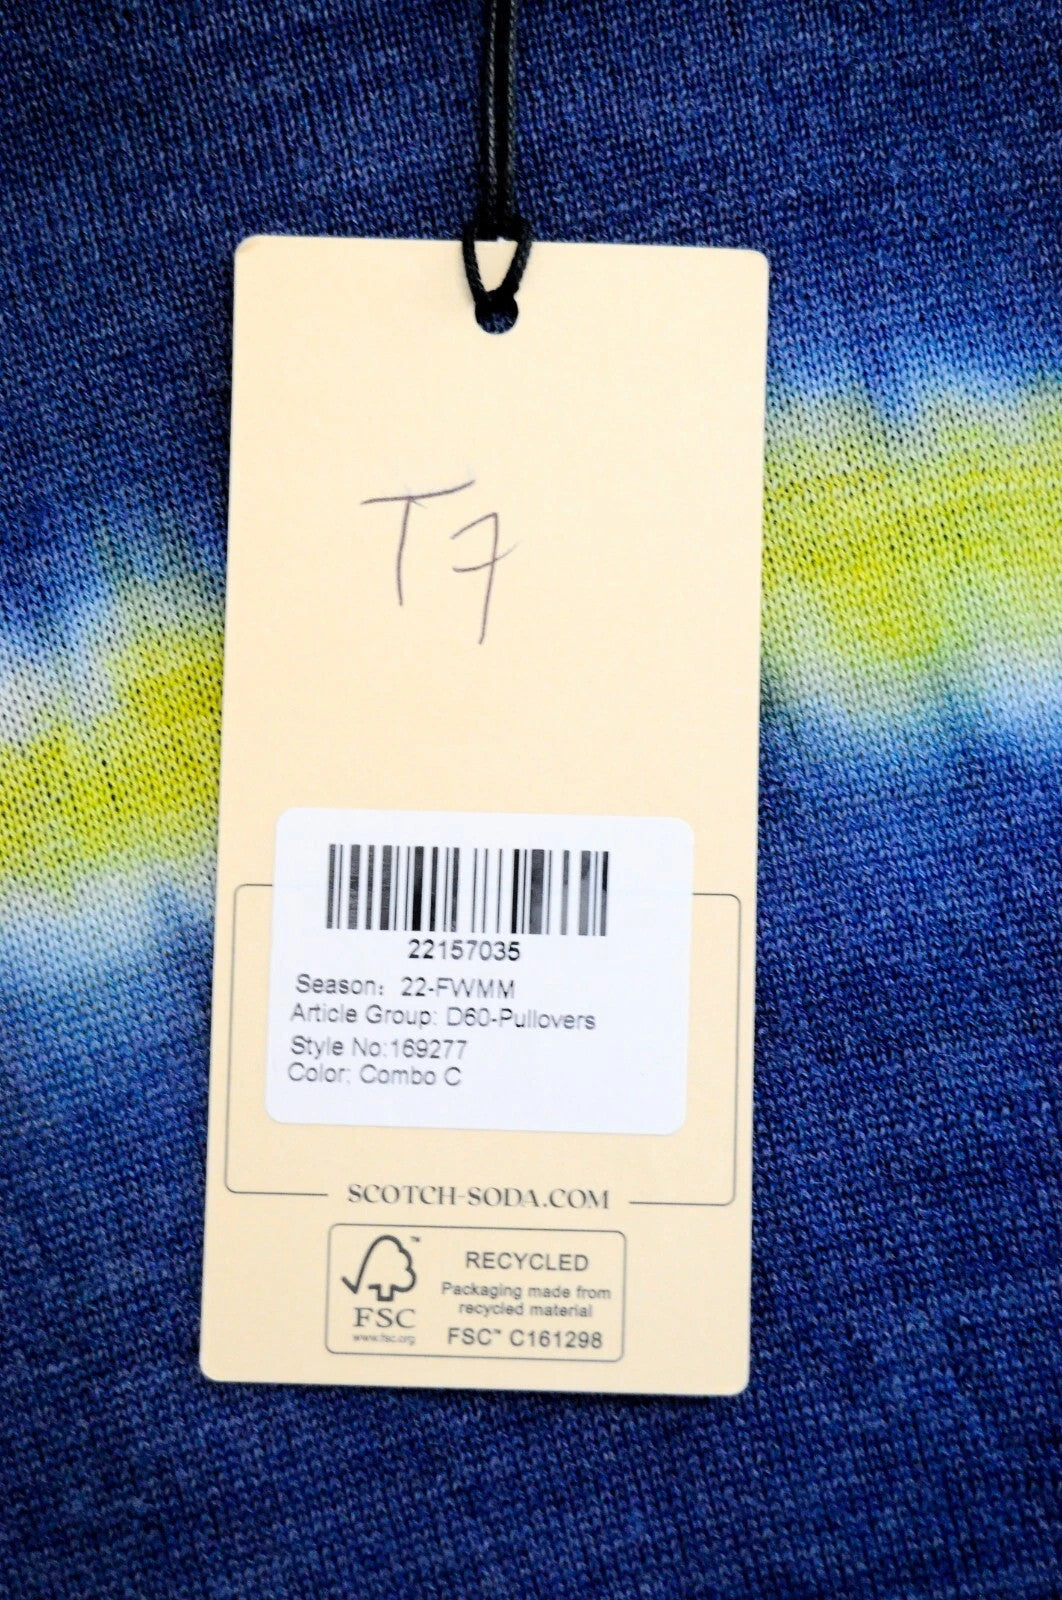 T7
22157035
Season: 22-FWMM
Article Group: D60-Pullovers
Style No:169277
Color: Combo C
SCOTCH-SODA.COM
FSC
www.fsc.org
RECYCLED
Packaging made from
recycled material
FSC™ C161298